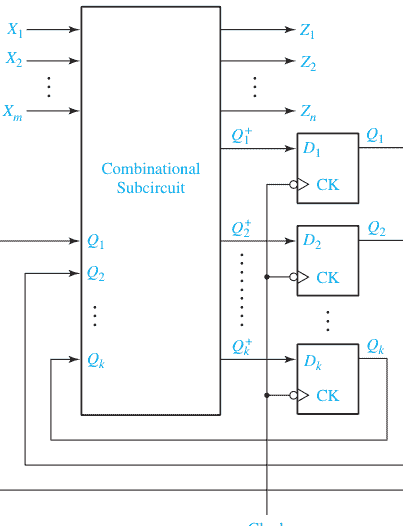 X₁
X₂
Xₘ
Combinational
Subcircuit
Q₁
Q₂
Qₖ
Z₁
Z₂
Zₙ
Q₁⁺
D₁
Q₁
CK
Q₂⁺
D₂
Q₂
CK
Qₖ⁺
Dₖ
Qₖ
CK